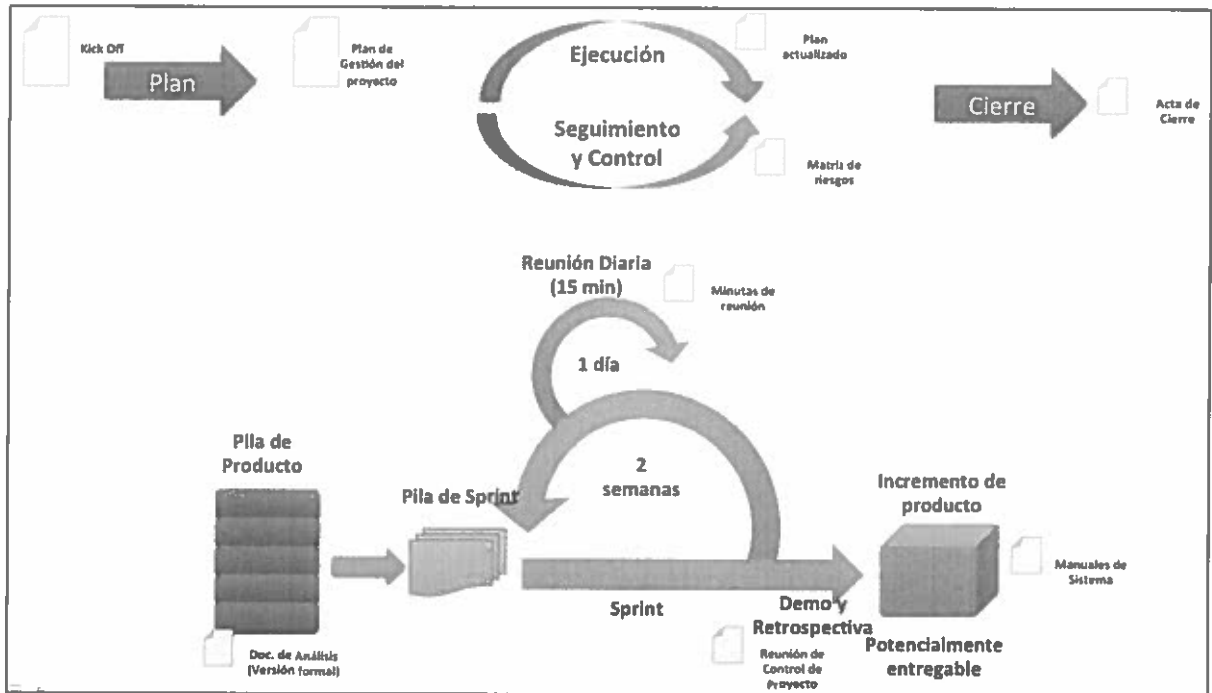 Kick Off
Plan
Plan de
Gestión del
proyecto
Ejecución
Seguimiento
y Control
Plan
actualizado
Matriz de
riesgos
Cierre
Acta de
Cierre
Reunión Diaria
(15 min)
Minutas de
reunión
1 día
2
semanas
Pila de
Producto
Pila de Sprint
Incremento de
producto
Manuales de
Sistema
Sprint
Demo y
Retrospectiva
Potencialmente
entregable
Doc. de Análisis
(Versión formal)
Reunión de
Control de
Proyecto